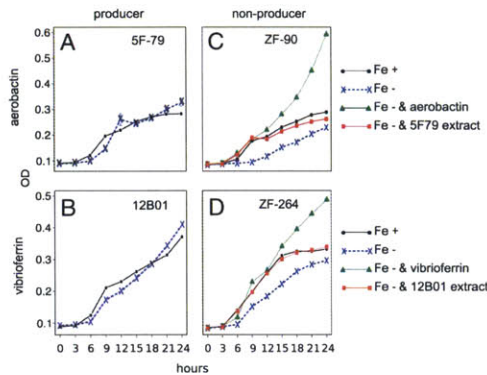 producer
non-producer
aerobactin
0.6
0.5
0.4
0.3
0.2
0.1
A
5F-79
C
ZF-90
Fe +
Fe -
Fe - & aerobactin
Fe - & 5F79 extract
OD
vibrioferrin
0.5
0.4
0.3
0.2
0.1
B
12B01
D
ZF-264
Fe +
Fe -
Fe - & vibrioferrin
Fe - & 12B01 extract
0 3 6 9 12 15 18 21 24
0 3 6 9 12 15 18 21 24
hours